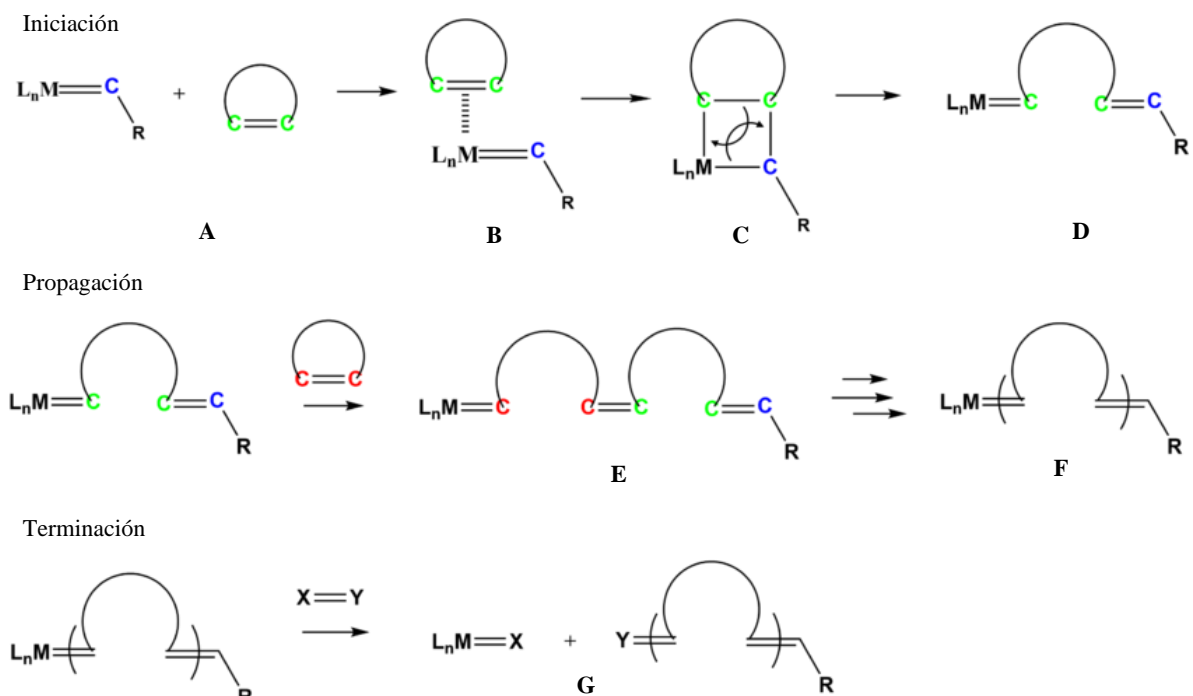 Iniciación
LnM C + C C C C LnM C C C LnM C LnM C C C
R R R R
A B C D
Propagación
LnM C C C C C LnM C C C C C LnM
R R R
E F
Terminación
LnM X Y LnM X + Y
R R
G